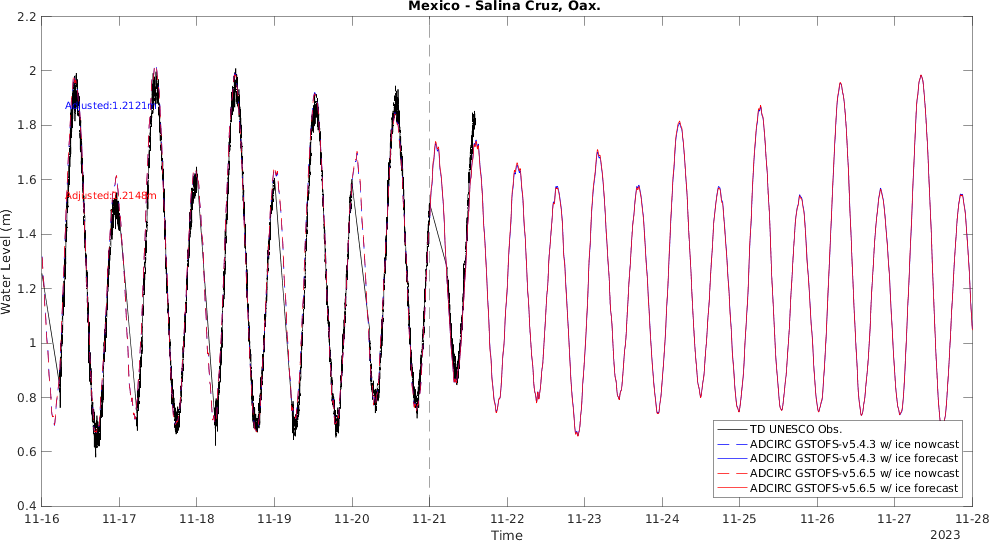 Mexico - Salina Cruz, Oax.
Water Level (m)
2.2
2
1.8
1.6
1.4
1.2
1
0.8
0.6
0.4
Adjusted:1.2121m
Adjusted:
TD UNESCO Obs.
ADCIRC GSTOFS-v5.4.3 w/ ice nowcast
ADCIRC GSTOFS-v5.4.3 w/ ice forecast
ADCIRC GSTOFS-v5.6.5 w/ ice nowcast
ADCIRC GSTOFS-v5.6.5 w/ ice forecast
11-16 11-17 11-18 11-19 11-20 11-21 11-22 11-23 11-24 11-25 11-26 11-27 11-28
Time
2023